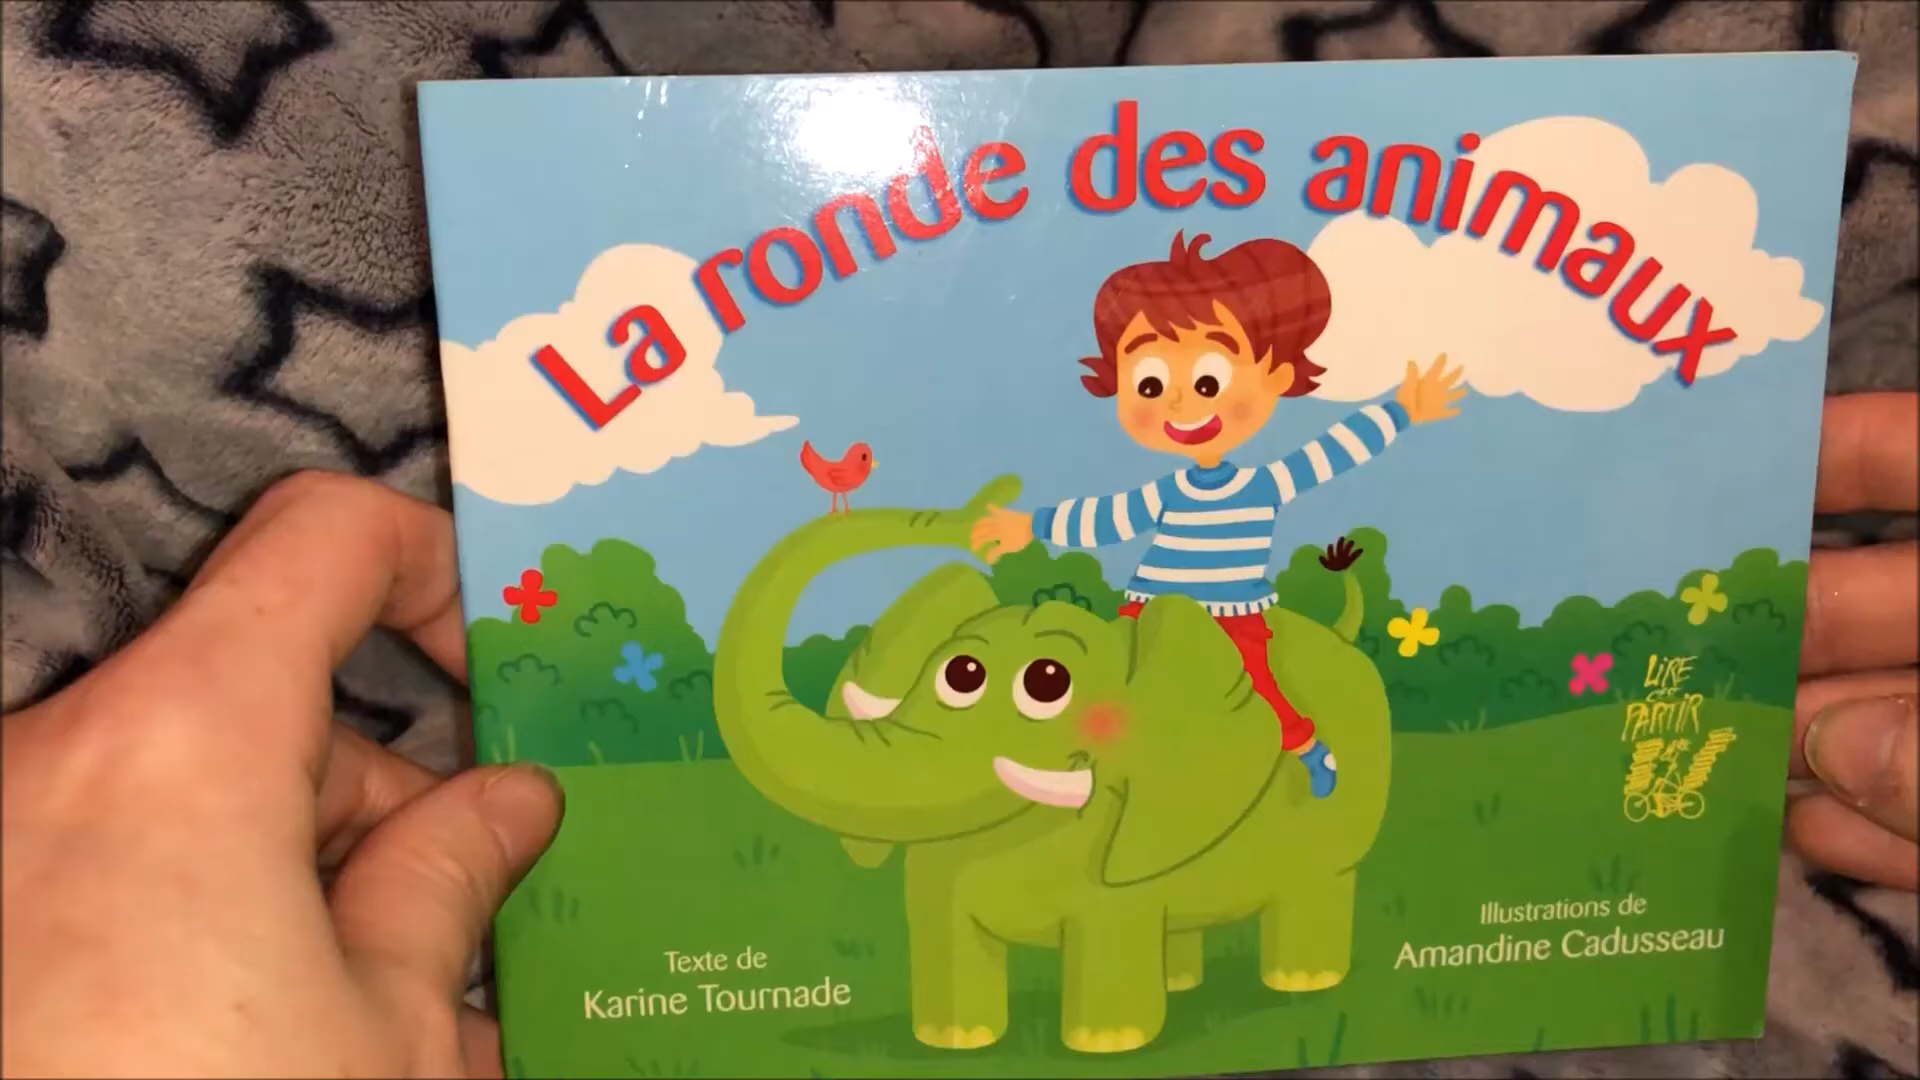 La ronde des animaux
LIRE
C'EST
PARTIR
Texte de
Karine Tournade
Illustrations de
Amandine Cadusseau